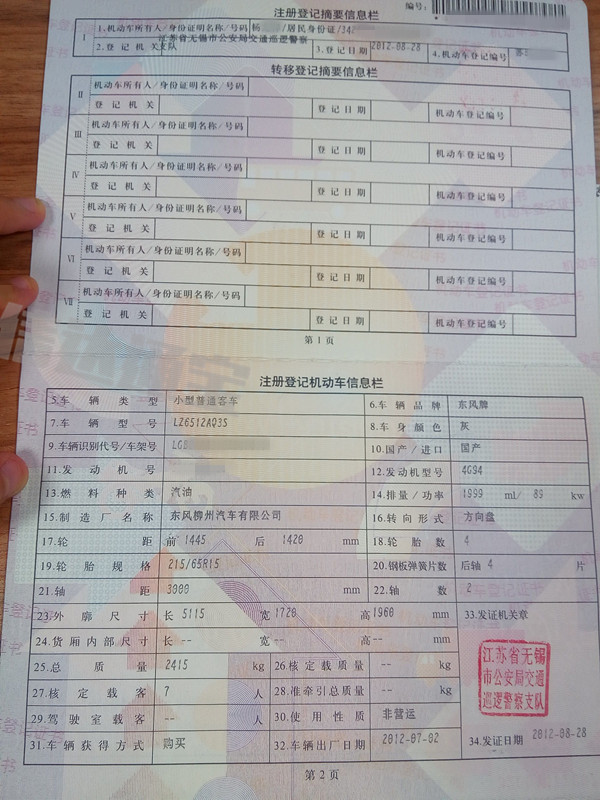 注册登记摘要信息栏
编号:
I 1.机动车所有人/身份证明名称/号码 杨 /居民身份证/342
2.登记机关 江苏省无锡市公安局交通巡逻警察支队 3.登记日期 2012-08-28 4.机动车登记编号 苏
转移登记摘要信息栏
II 机动车所有人/身份证明名称/号码
登记机关 登记日期 机动车登记编号
III 机动车所有人/身份证明名称/号码
登记机关 登记日期 机动车登记编号
IV 机动车所有人/身份证明名称/号码
登记机关 登记日期 机动车登记编号
V 机动车所有人/身份证明名称/号码
登记机关 登记日期 机动车登记编号
VI 机动车所有人/身份证明名称/号码
登记机关 登记日期 机动车登记编号
VII 机动车所有人/身份证明名称/号码
登记机关 登记日期 机动车登记编号
第1页
注册登记机动车信息栏
5.车辆类型 小型普通客车 6.车辆品牌 东风牌
7.车辆型号 LZ6512AQ3S 8.车身颜色 灰
9.车辆识别代号/车架号 LGG 10.国产/进口 国产
11.发动机号 12.发动机型号 4G94
13.燃料种类 汽油 14.排量/功率 1999 ml/ 89 kw
15.制造厂名称 东风柳州汽车有限公司 16.转向形式 方向盘
17.轮距 前 1445 后 1420 mm 18.轮胎数 4
19.轮胎规格 215/65R15 20.钢板弹簧片数 后轴 4 片
21.轴距 3000 mm 22.轴数 2
23.外廓尺寸 长 5115 宽 1720 高 1960 mm 33.发证机关章
24.货厢内部尺寸 长 -- 宽 -- 高 -- mm
25.总质量 2415 kg 26.核定载质量 -- kg
江苏省无锡
市公安局交通
巡逻警察支队
27.核定载客 7 人 28.准牵引总质量 -- kg
29.驾驶室载客 -- 人 30.使用性质 非营运
31.车辆获得方式 购买 32.车辆出厂日期 2012-07-02 34.发证日期 2012-08-28
第2页